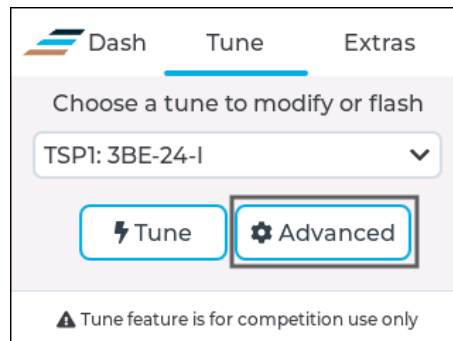 Dash Tune Extras
Choose a tune to modify or flash
TSP1: 3BE-24-I
Tune Advanced
Tune feature is for competition use only